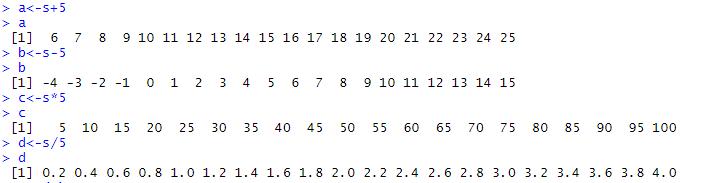 > a<-s+5
> a
[1] 6 7 8 9 10 11 12 13 14 15 16 17 18 19 20 21 22 23 24 25
> b<-s-5
> b
[1] -4 -3 -2 -1 0 1 2 3 4 5 6 7 8 9 10 11 12 13 14 15
> c<-s*5
> c
[1] 5 10 15 20 25 30 35 40 45 50 55 60 65 70 75 80 85 90 95 100
> d<-s/5
> d
[1] 0.2 0.4 0.6 0.8 1.0 1.2 1.4 1.6 1.8 2.0 2.2 2.4 2.6 2.8 3.0 3.2 3.4 3.6 3.8 4.0